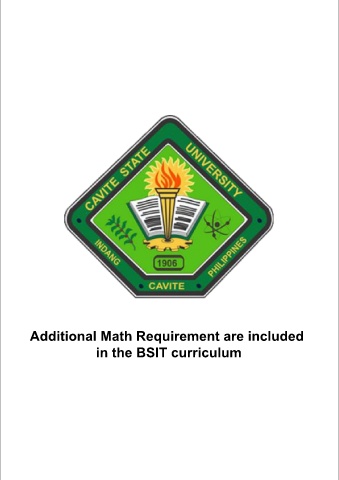 CAVITE STATE UNIVERSITY
INDANG
1906
PHILIPPINES
CAVITE
Additional Math Requirement are included
in the BSIT curriculum